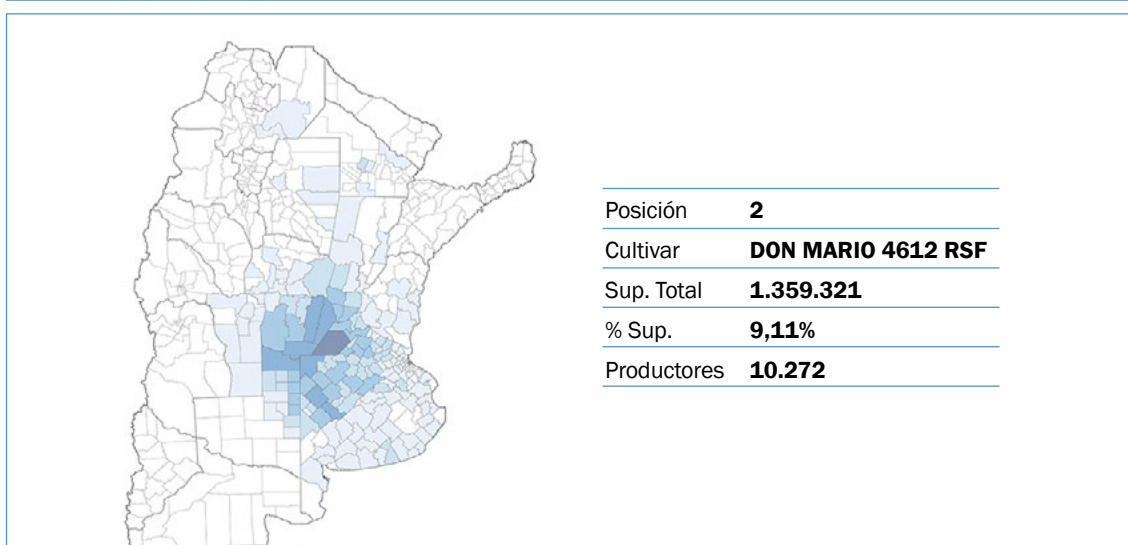 Posición 2
Cultivar DON MARIO 4612 RSF
Sup. Total 1.359.321
% Sup. 9,11%
Productores 10.272